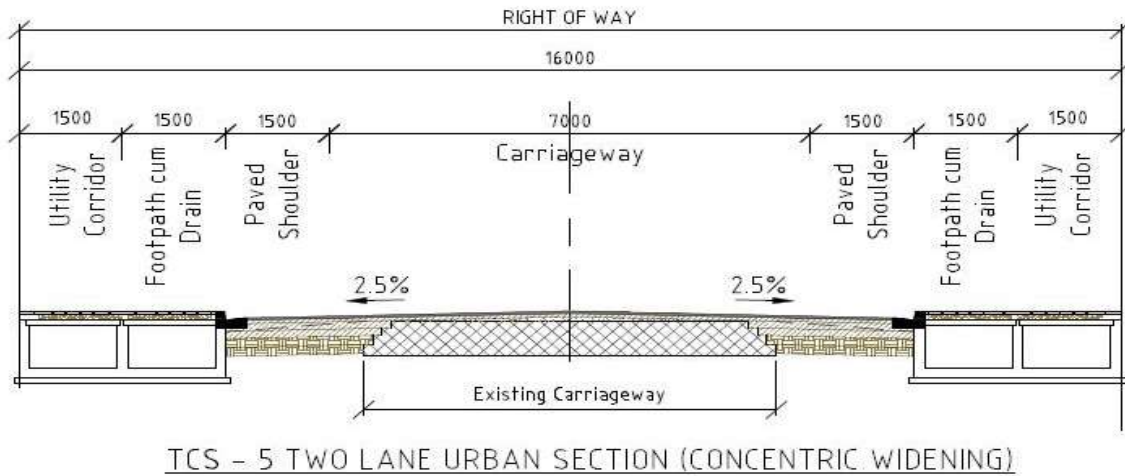 RIGHT OF WAY
16000
1500 1500 1500 7000 1500 1500 1500
Carriageway
Utility
Corridor
Footpath cum
Drain
Paved
Shoulder
Paved
Shoulder
Footpath cum
Drain
Utility
Corridor
2.5% 2.5%
Existing Carriageway
TCS - 5 TWO LANE URBAN SECTION (CONCENTRIC WIDENING)